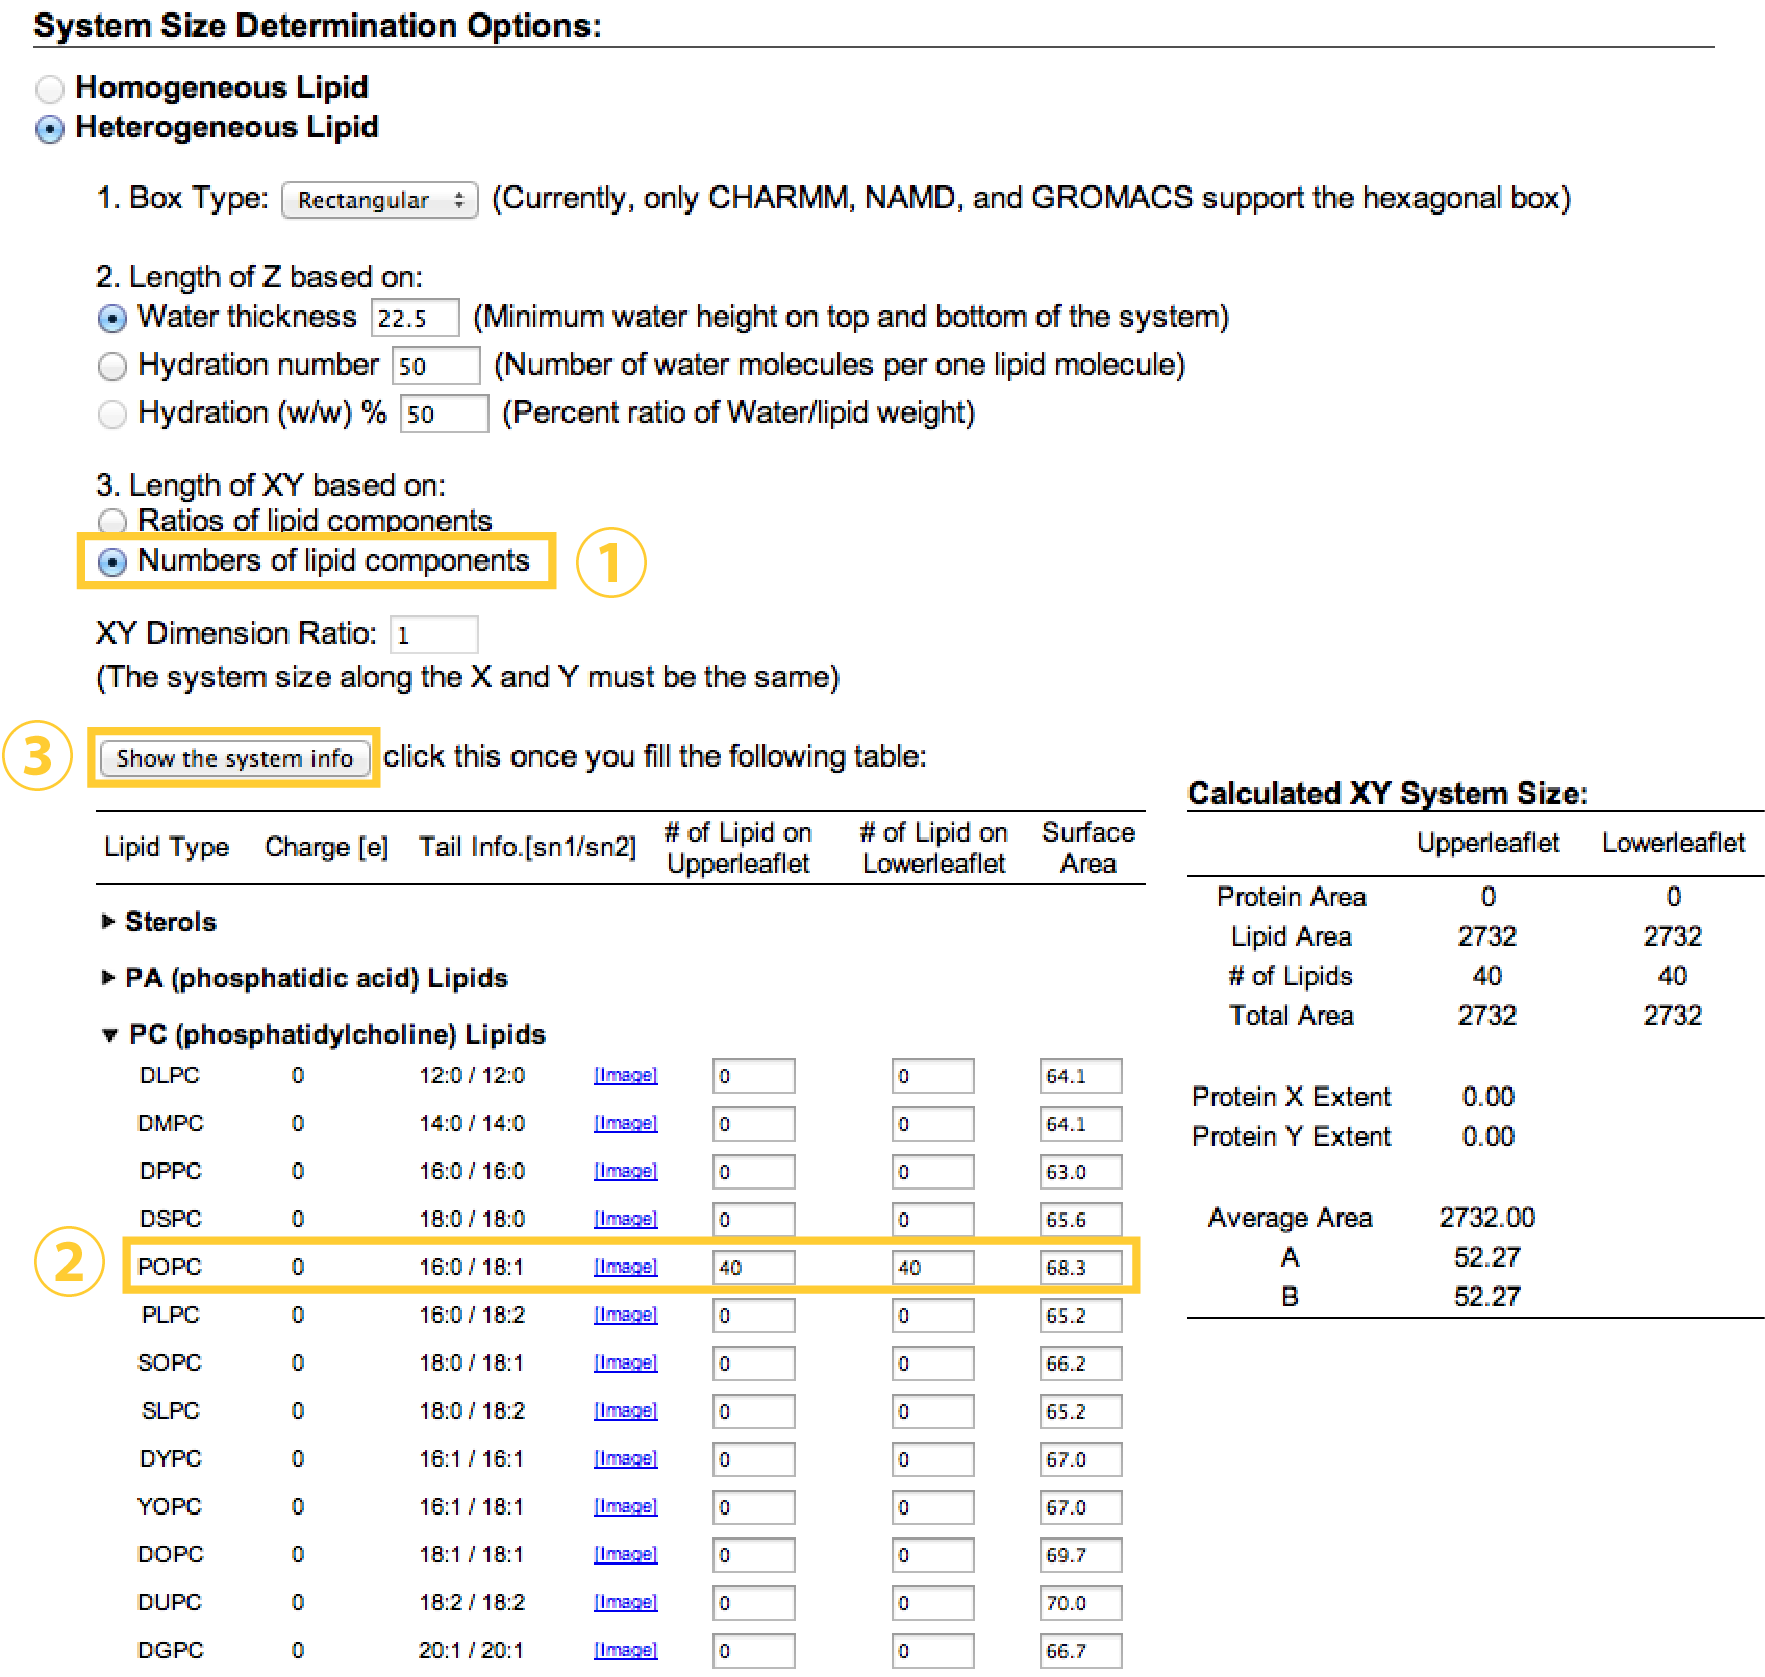 System Size Determination Options:
Homogeneous Lipid
Heterogeneous Lipid
1. Box Type: Rectangular (Currently, only CHARMM, NAMD, and GROMACS support the hexagonal box)
2. Length of Z based on:
Water thickness 22.5 (Minimum water height on top and bottom of the system)
Hydration number 50 (Number of water molecules per one lipid molecule)
Hydration (w/w) % 50 (Percent ratio of Water/lipid weight)
3. Length of XY based on:
Ratios of lipid components
Numbers of lipid components 1
XY Dimension Ratio: 1
(The system size along the X and Y must be the same)
3 Show the system info click this once you fill the following table:
Lipid Type Charge [e] Tail Info.[sn1/sn2] # of Lipid on Upperleaflet # of Lipid on Lowerleaflet Surface Area
Sterols
PA (phosphatidic acid) Lipids
PC (phosphatidylcholine) Lipids
DLPC 0 12:0 / 12:0 [Image] 0 0 64.1
DMPC 0 14:0 / 14:0 [Image] 0 0 64.1
DPPC 0 16:0 / 16:0 [Image] 0 0 63.0
DSPC 0 18:0 / 18:0 [Image] 0 0 65.6
2 POPC 0 16:0 / 18:1 [Image] 40 40 68.3
PLPC 0 16:0 / 18:2 [Image] 0 0 65.2
SOPC 0 18:0 / 18:1 [Image] 0 0 66.2
SLPC 0 18:0 / 18:2 [Image] 0 0 65.2
DYPC 0 16:1 / 16:1 [Image] 0 0 67.0
YOPC 0 16:1 / 18:1 [Image] 0 0 67.0
DOPC 0 18:1 / 18:1 [Image] 0 0 69.7
DUPC 0 18:2 / 18:2 [Image] 0 0 70.0
DGPC 0 20:1 / 20:1 [Image] 0 0 66.7
Calculated XY System Size:
Upperleaflet Lowerleaflet
Protein Area 0 0
Lipid Area 2732 2732
# of Lipids 40 40
Total Area 2732 2732
Protein X Extent 0.00
Protein Y Extent 0.00
Average Area 2732.00
A 52.27
B 52.27